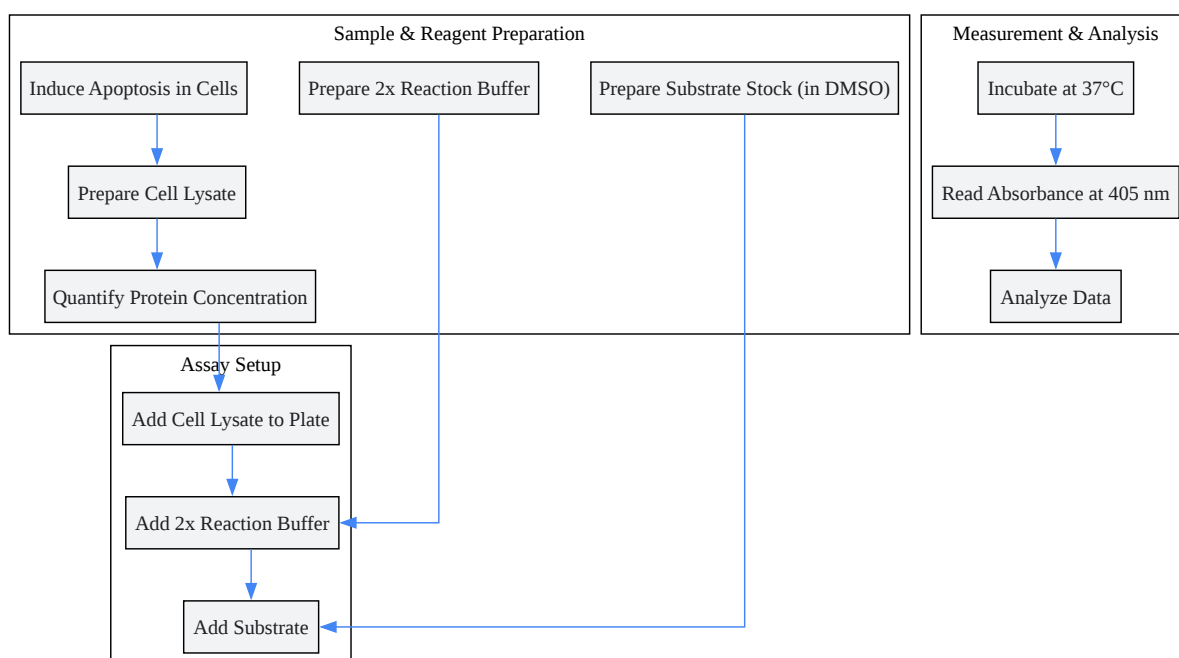 Sample & Reagent Preparation
Induce Apoptosis in Cells
Prepare 2x Reaction Buffer
Prepare Substrate Stock (in DMSO)
Prepare Cell Lysate
Quantify Protein Concentration
Measurement & Analysis
Incubate at 37°C
Read Absorbance at 405 nm
Analyze Data
Assay Setup
Add Cell Lysate to Plate
Add 2x Reaction Buffer
Add Substrate